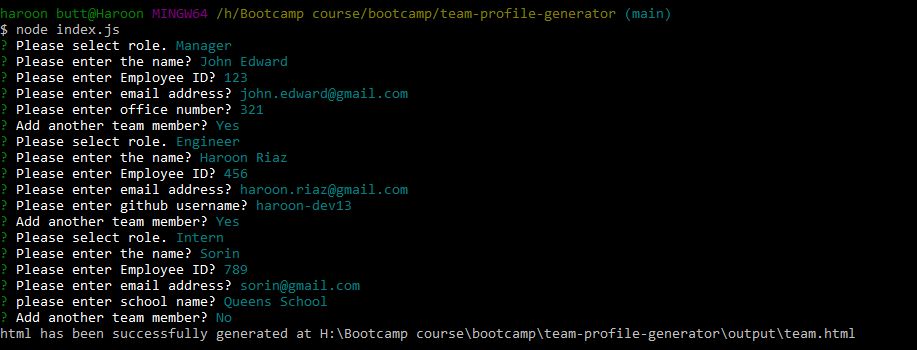 haroon butt@Haroon MINGW64 /h/Bootcamp course/bootcamp/team-profile-generator (main)
$ node index.js
? Please select role. Manager
? Please enter the name? John Edward
? Please enter Employee ID? 123
? Please enter email address? john.edward@gmail.com
? Please enter office number? 321
? Add another team member? Yes
? Please select role. Engineer
? Please enter the name? Haroon Riaz
? Please enter Employee ID? 456
? Please enter email address? haroon.riaz@gmail.com
? Please enter github username? haroon-dev13
? Add another team member? Yes
? Please select role. Intern
? Please enter the name? Sorin
? Please enter Employee ID? 789
? Please enter email address? sorin@gmail.com
? please enter school name? Queens School
? Add another team member? No
html has been successfully generated at H:\Bootcamp course\bootcamp\team-profile-generator\output\team.html